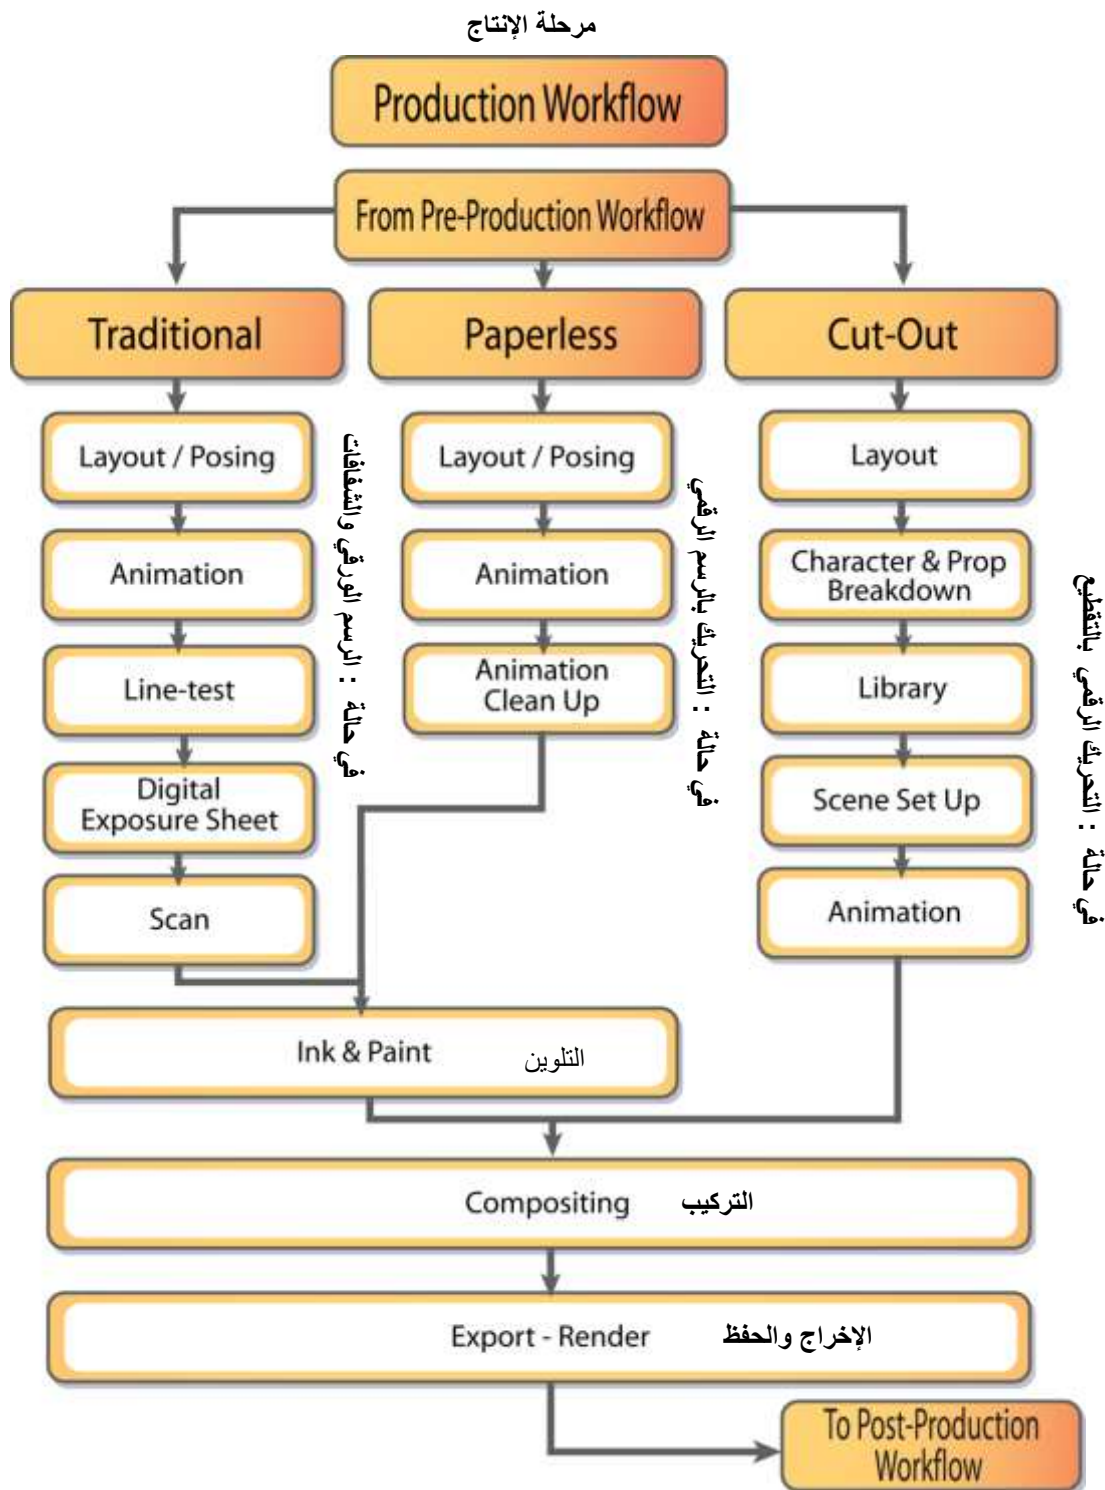 مرحلة الإنتاج
Production Workflow
From Pre-Production Workflow
Traditional
Paperless
Cut-Out
Layout / Posing
Animation
Line-test
Digital
Exposure Sheet
Scan
في حالة : الرسم الورقي والشفافات
Layout / Posing
Animation
Animation
Clean Up
في حالة : التحريك بالرسم الرقمي
Layout
Character & Prop
Breakdown
Library
Scene Set Up
Animation
في حالة : التحريك الرقمي بالتقطيع
Ink & Paint التلوين
Compositing التركيب
Export - Render الإخراج والحفظ
To Post-Production
Workflow